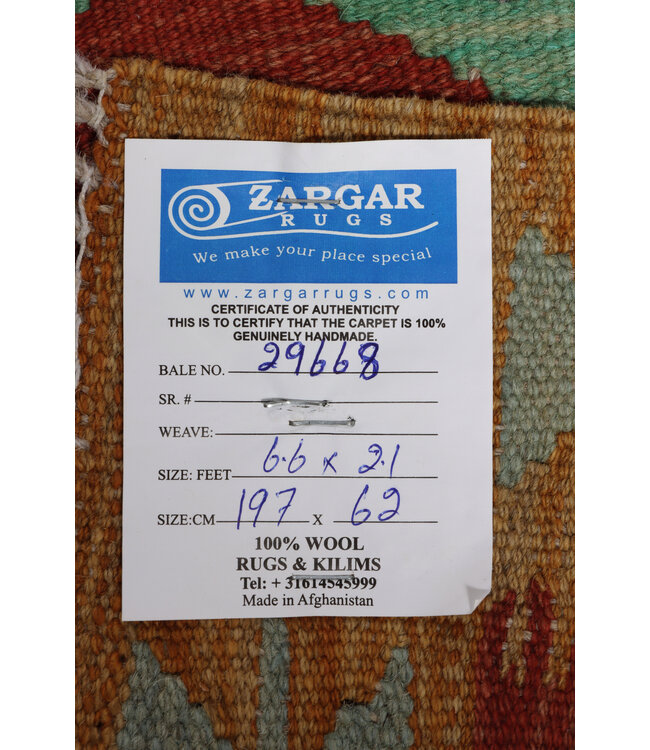 ZARGAR
RUGS
We make your place special
www.zargarrugs.com
CERTIFICATE OF AUTHENTICITY
THIS IS TO CERTIFY THAT THE CARPET IS 100%
GENUINELY HANDMADE.
BALE NO. 29668
SR. #
WEAVE:
SIZE: FEET 6.6 x 2.1
SIZE:CM 197 X 62
100% WOOL
RUGS & KILIMS
Tel: + 31614545999
Made in Afghanistan